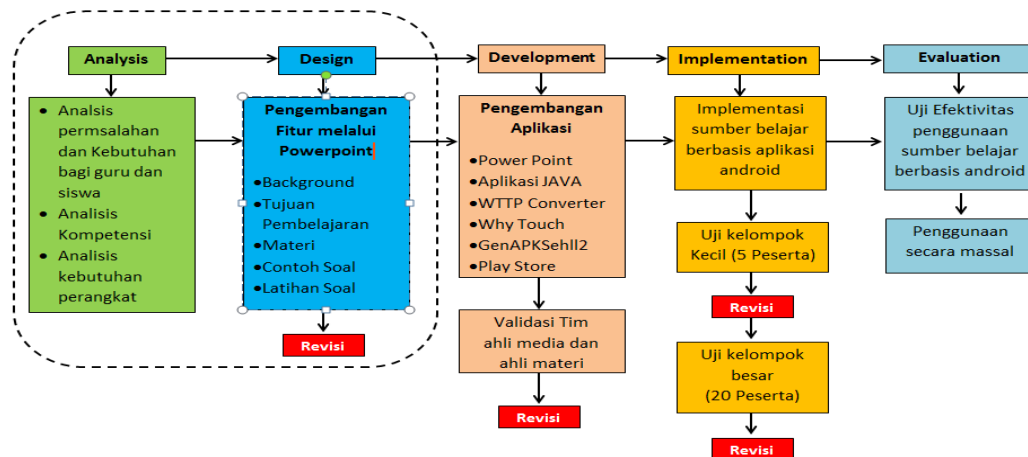 Analysis
Design
Development
Implementation
Evaluation
• Analsis
permsalahan
dan Kebutuhan
bagi guru dan
siswa
• Analisis
Kompetensi
• Analisis
kebutuhan
perangkat
Pengembangan
Fitur melalui
Powerpoint
•Background
•Tujuan
Pembelajaran
•Materi
•Contoh Soal
•Latihan Soal
Revisi
Pengembangan
Aplikasi
•Power Point
•Aplikasi JAVA
•WTTP Converter
•Why Touch
•GenAPKSehll2
•Play Store
Validasi Tim
ahli media dan
ahli materi
Revisi
Implementasi
sumber belajar
berbasis aplikasi
android
Uji kelompok
Kecil (5 Peserta)
Revisi
Uji kelompok
besar
(20 Peserta)
Revisi
Uji Efektivitas
penggunaan
sumber belajar
berbasis android
Penggunaan
secara massal